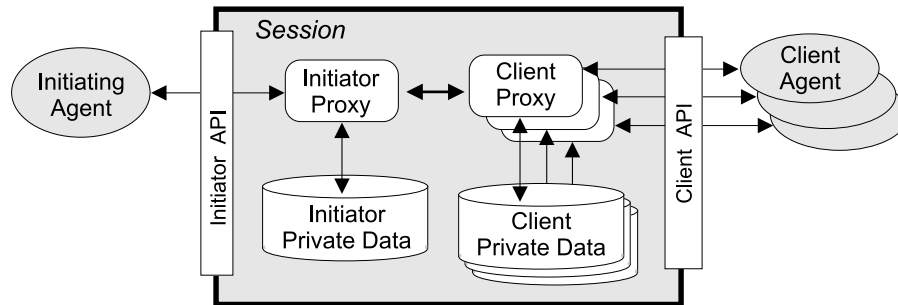 Session
Initiating
Agent
Initiator API
Initiator
Proxy
Client
Proxy
Client API
Client
Agent
Initiator
Private Data
Client
Private Data